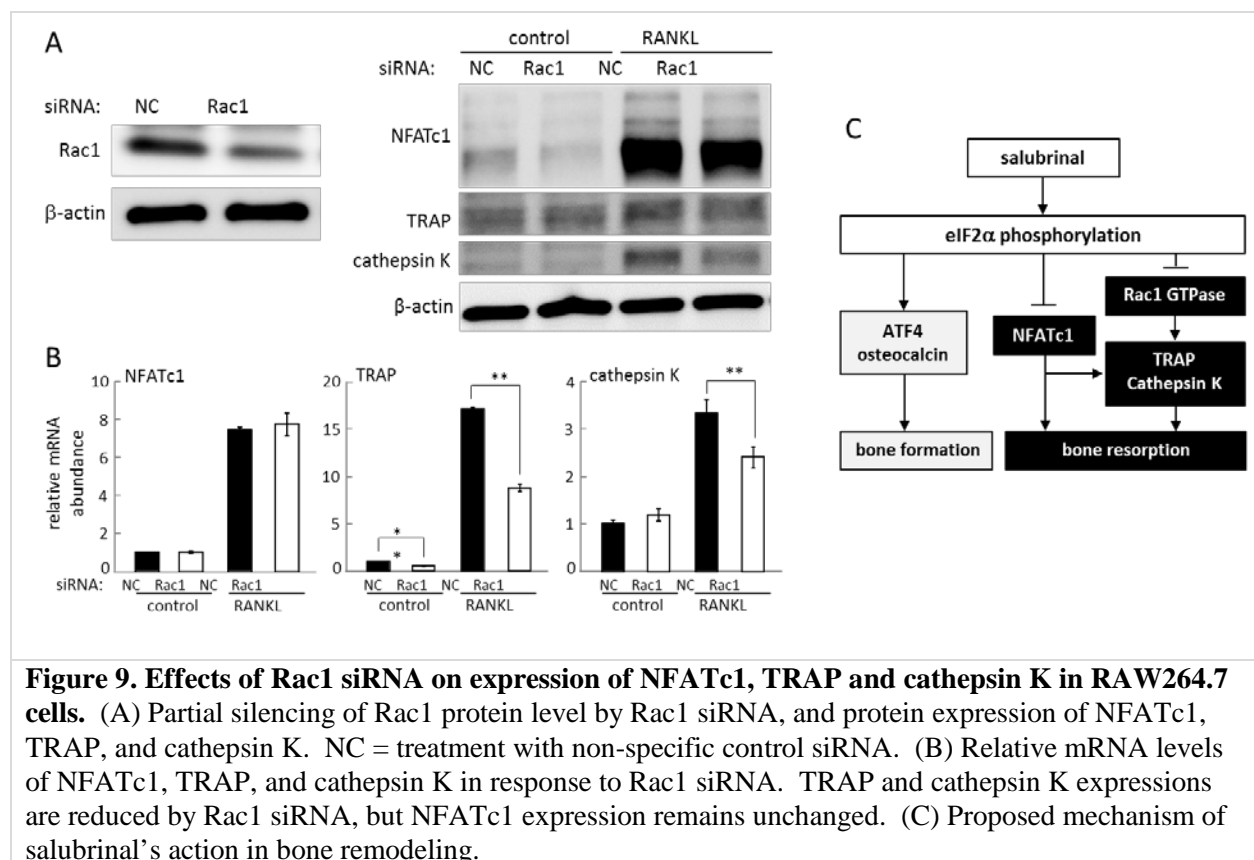 A
siRNA: NC Rac1
Rac1
β-actin
control RANKL
siRNA: NC Rac1 NC Rac1
NFATc1
TRAP
cathepsin K
β-actin
B
relative mRNA
abundance
NFATc1
10
8
6
4
2
0
TRAP
20
15
10
5
0
**
*
*
cathepsin K
4
3
2
1
0
**
siRNA: NC Rac1 NC Rac1 NC Rac1 NC Rac1 NC Rac1 NC Rac1
control RANKL control RANKL control RANKL
C
salubrinal
eIF2α phosphorylation
Rac1 GTPase
ATF4
osteocalcin
NFATc1
TRAP
Cathepsin K
bone formation
bone resorption
Figure 9. Effects of Rac1 siRNA on expression of NFATc1, TRAP and cathepsin K in RAW264.7
cells. (A) Partial silencing of Rac1 protein level by Rac1 siRNA, and protein expression of NFATc1,
TRAP, and cathepsin K. NC = treatment with non-specific control siRNA. (B) Relative mRNA levels
of NFATc1, TRAP, and cathepsin K in response to Rac1 siRNA. TRAP and cathepsin K expressions
are reduced by Rac1 siRNA, but NFATc1 expression remains unchanged. (C) Proposed mechanism of
salubrinal’s action in bone remodeling.